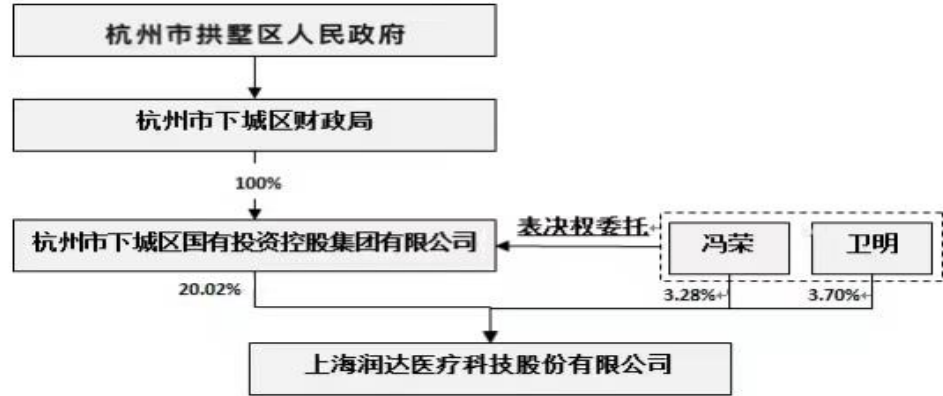 杭州市拱墅区人民政府
杭州市下城区财政局
100%
杭州市下城区国有投资控股集团有限公司
表决权委托
冯荣
卫明
20.02%
3.28%
3.70%
上海润达医疗科技股份有限公司